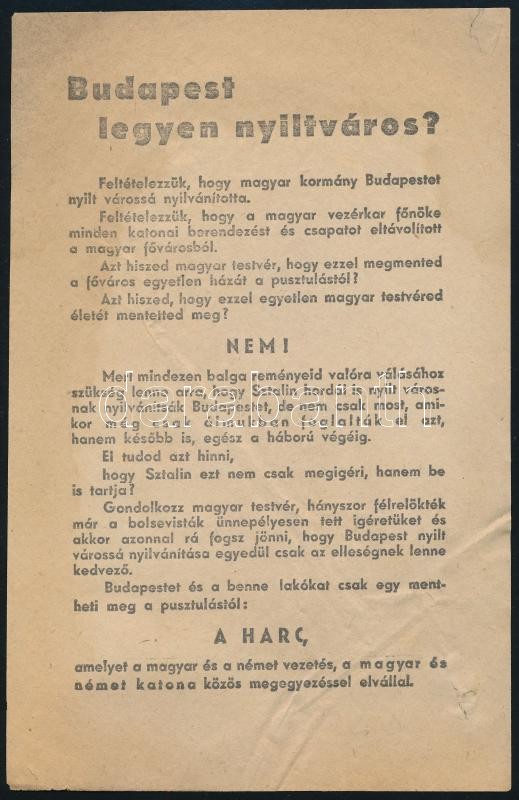 Budapest
legyen nyiltváros?
Feltételezzük, hogy magyar kormány Budapestet
nyilt várossá nyilvánította.
Feltételezzük, hogy a magyar vezérkar főnöke
minden katonai berendezést és csapatot eltávolított
a magyar fővárosból.
Azt hiszed magyar testvér, hogy ezzel megmented
a főváros egyetlen házát a pusztulástól?
Azt hiszed, hogy ezzel egyetlen magyar testvéred
életét mentetted meg?
NEM!
Mert mindezen balga reményeid valóra válásához
szükség lenne arra, hogy Sztalin hordái is nyilt város-
nak nyilvánitsák Budapestet, de nem csak most, ami-
kor még csak álmukban foglalták el azt,
hanem később is, egész a háború végéig.
El tudod azt hinni,
hogy Sztalin ezt nem csak megigéri, hanem be
is tartja?
Gondolkozz magyar testvér, hányszor félrelökték
már a bolsevisták ünnepélyesen tett igéretüket és
akkor azonnal rá fogsz jönni, hogy Budapest nyilt
várossá nyilvánítása egyedül csak az elleségnek lenne
kedvező.
Budapestet és a benne lakókat csak egy ment-
heti meg a pusztulástól:
A HARC,
amelyet a magyar és a német vezetés, a magyar és
német katona közös megegyezéssel elvállal.
darabanth